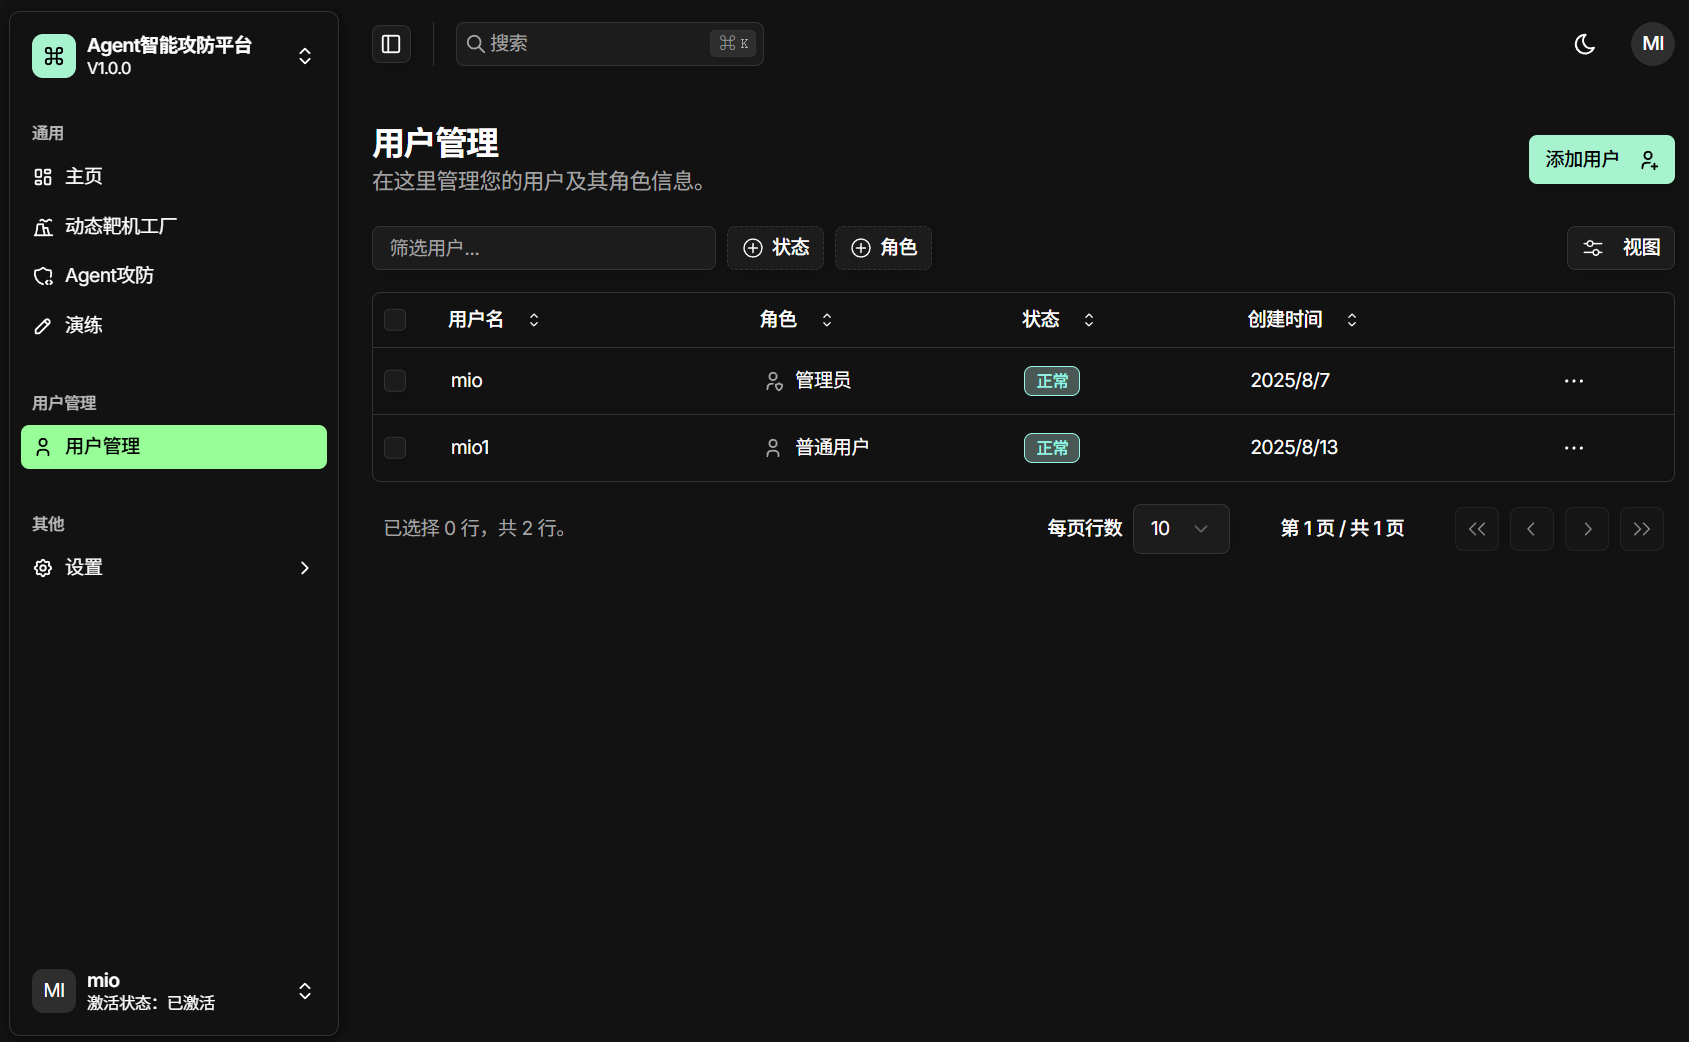 Agent智能攻防平台
V1.0.0
通用
主页
动态靶机工厂
Agent攻防
演练
用户管理
用户管理
其他
设置
MI
mio
激活状态：已激活
搜索
⌘ K
MI
用户管理
在这里管理您的用户及其角色信息。
添加用户
筛选用户...
状态
角色
视图
用户名 角色 状态 创建时间
mio 管理员 正常 2025/8/7
mio1 普通用户 正常 2025/8/13
已选择 0 行，共 2 行。
每页行数 10 第 1 页 / 共 1 页